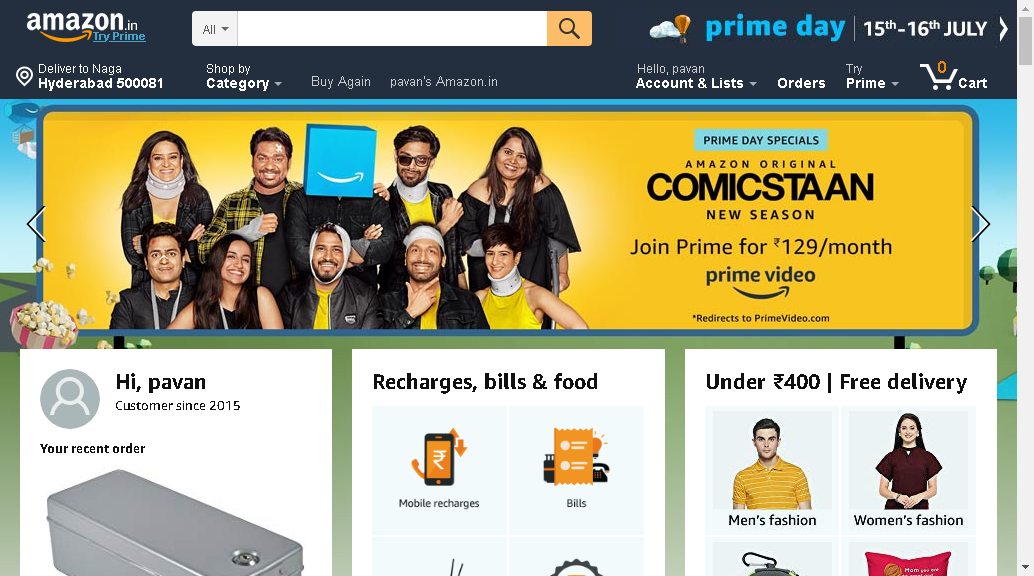 amazon.in
Try Prime
All
prime day 15th-16th JULY
Deliver to Naga
Hyderabad 500081
Shop by
Category
Buy Again
pavan's Amazon.in
Hello, pavan
Account & Lists
Orders
Try
Prime
0
Cart
PRIME DAY SPECIALS
AMAZON ORIGINAL
COMICSTAAN
NEW SEASON
Join Prime for ₹129/month
prime video
*Redirects to PrimeVideo.com
Hi, pavan
Customer since 2015
Your recent order
Recharges, bills & food
Mobile recharges
Bills
Under ₹400 | Free delivery
Men's fashion
Women's fashion